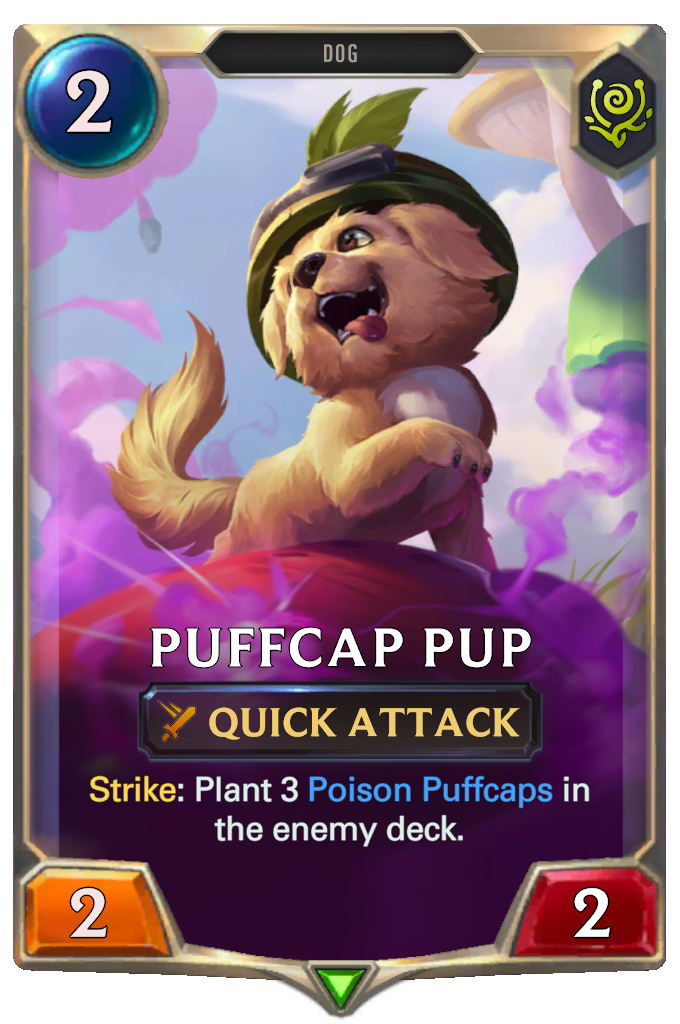 DOG
2
PUFFCAP PUP
QUICK ATTACK
Strike: Plant 3 Poison Puffcaps in
the enemy deck.
2
2